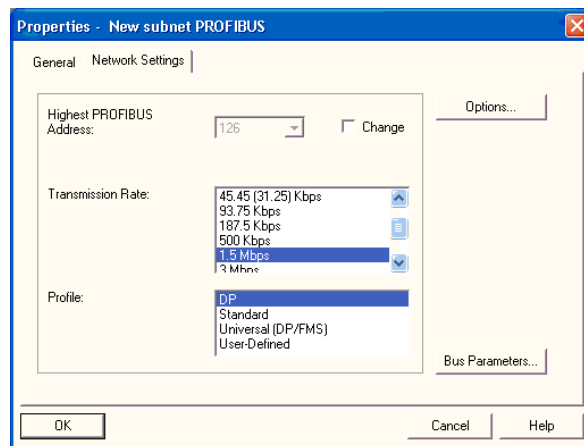 Properties - New subnet PROFIBUS
General Network Settings
Highest PROFIBUS
Address:
126
Change
Options...
Transmission Rate:
45.45 (31.25) Kbps
93.75 Kbps
187.5 Kbps
500 Kbps
1.5 Mbps
3 Mbps
Profile:
DP
Standard
Universal (DP/FMS)
User-Defined
Bus Parameters...
OK Cancel Help